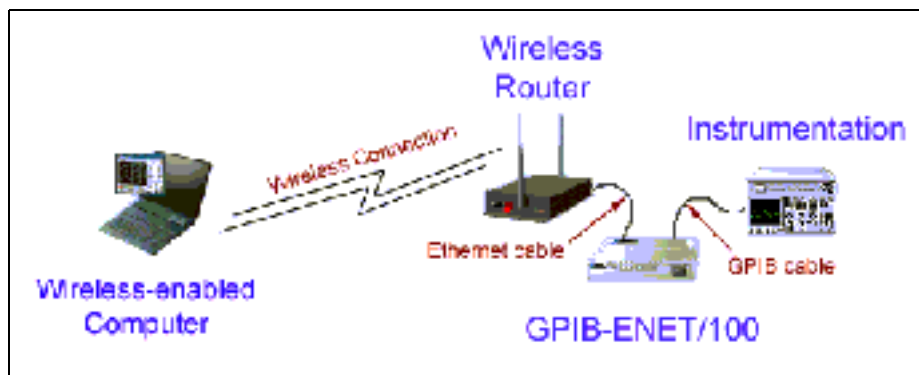 Wireless
Router
Instrumentation
Wireless Connection
Ethernet cable
GPIB cable
Wireless-enabled
Computer
GPIB-ENET/100